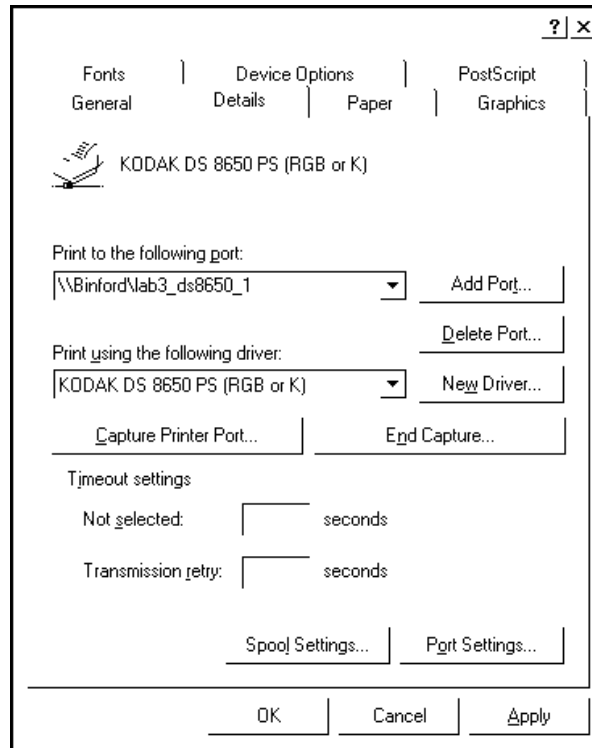 ? ×
Fonts Device Options PostScript
General Details Paper Graphics
KODAK DS 8650 PS (RGB or K)
Print to the following port:
\\Binford\lab3_ds8650_1 Add Port...
Delete Port...
Print using the following driver:
KODAK DS 8650 PS (RGB or K) New Driver...
Capture Printer Port... End Capture...
Timeout settings
Not selected: seconds
Transmission retry: seconds
Spool Settings... Port Settings...
OK Cancel Apply